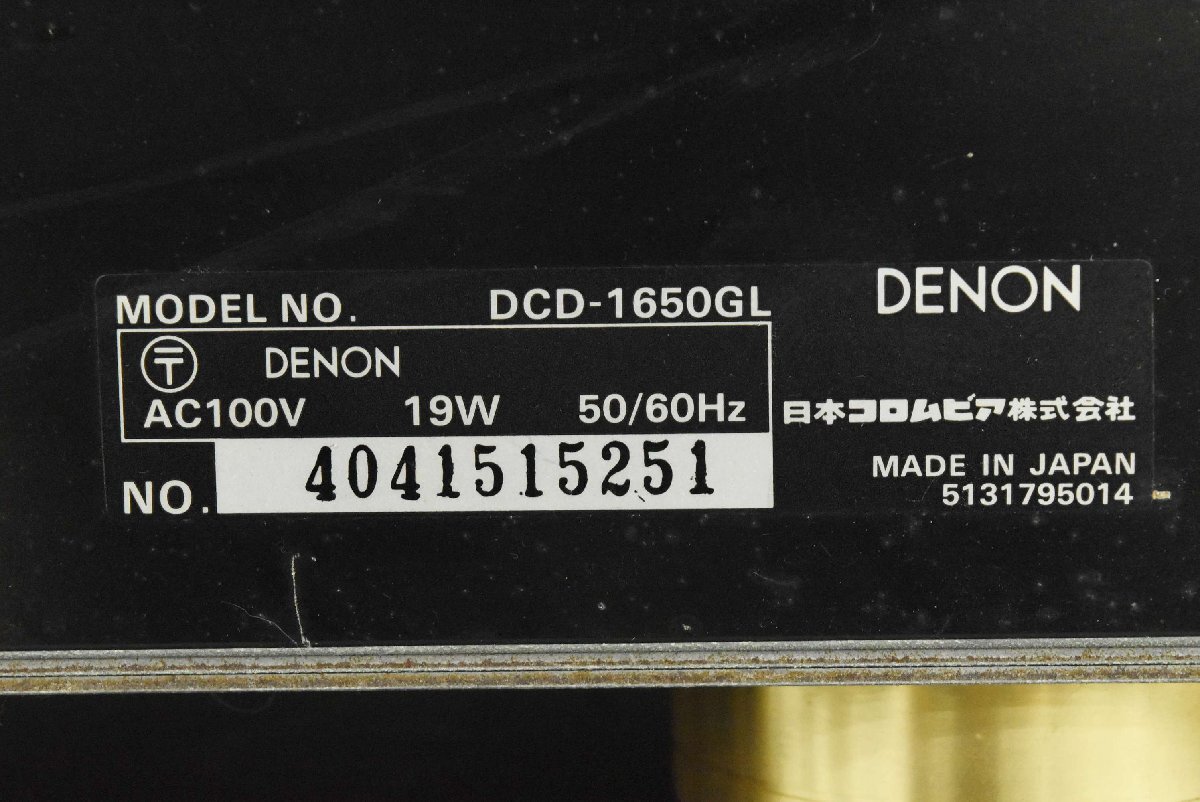 MODEL NO. DCD-1650GL
〒 DENON
AC100V 19W 50/60Hz
NO. 4041515251
DENON
日本コロムビア株式会社
MADE IN JAPAN
5131795014